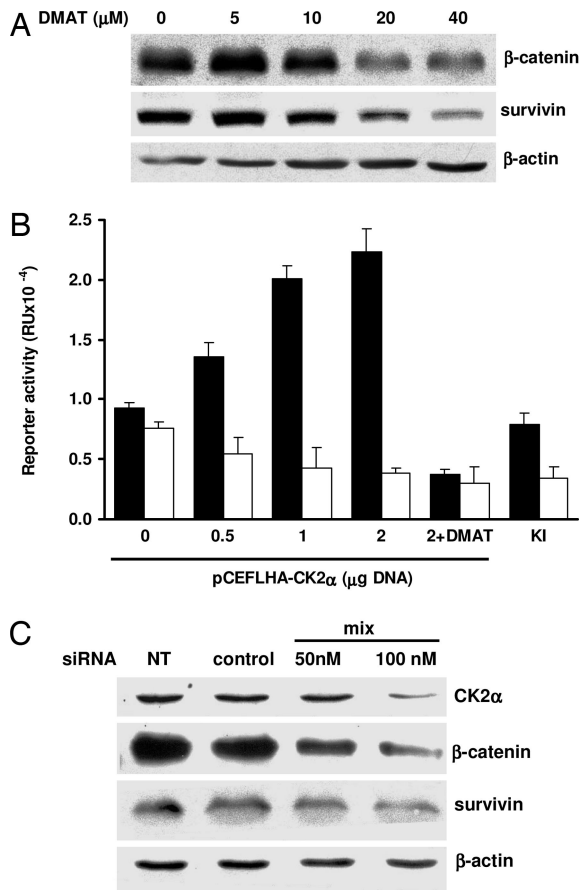 A
DMAT (μM) 0 5 10 20 40
β-catenin
survivin
β-actin
B
Reporter activity (RUx10 -4)
2.5
2.0
1.5
1.0
0.5
0.0
0 0.5 1 2 2+DMAT KI
pCEFLHA-CK2α (μg DNA)
C
mix
siRNA NT control 50nM 100 nM
CK2α
β-catenin
survivin
β-actin